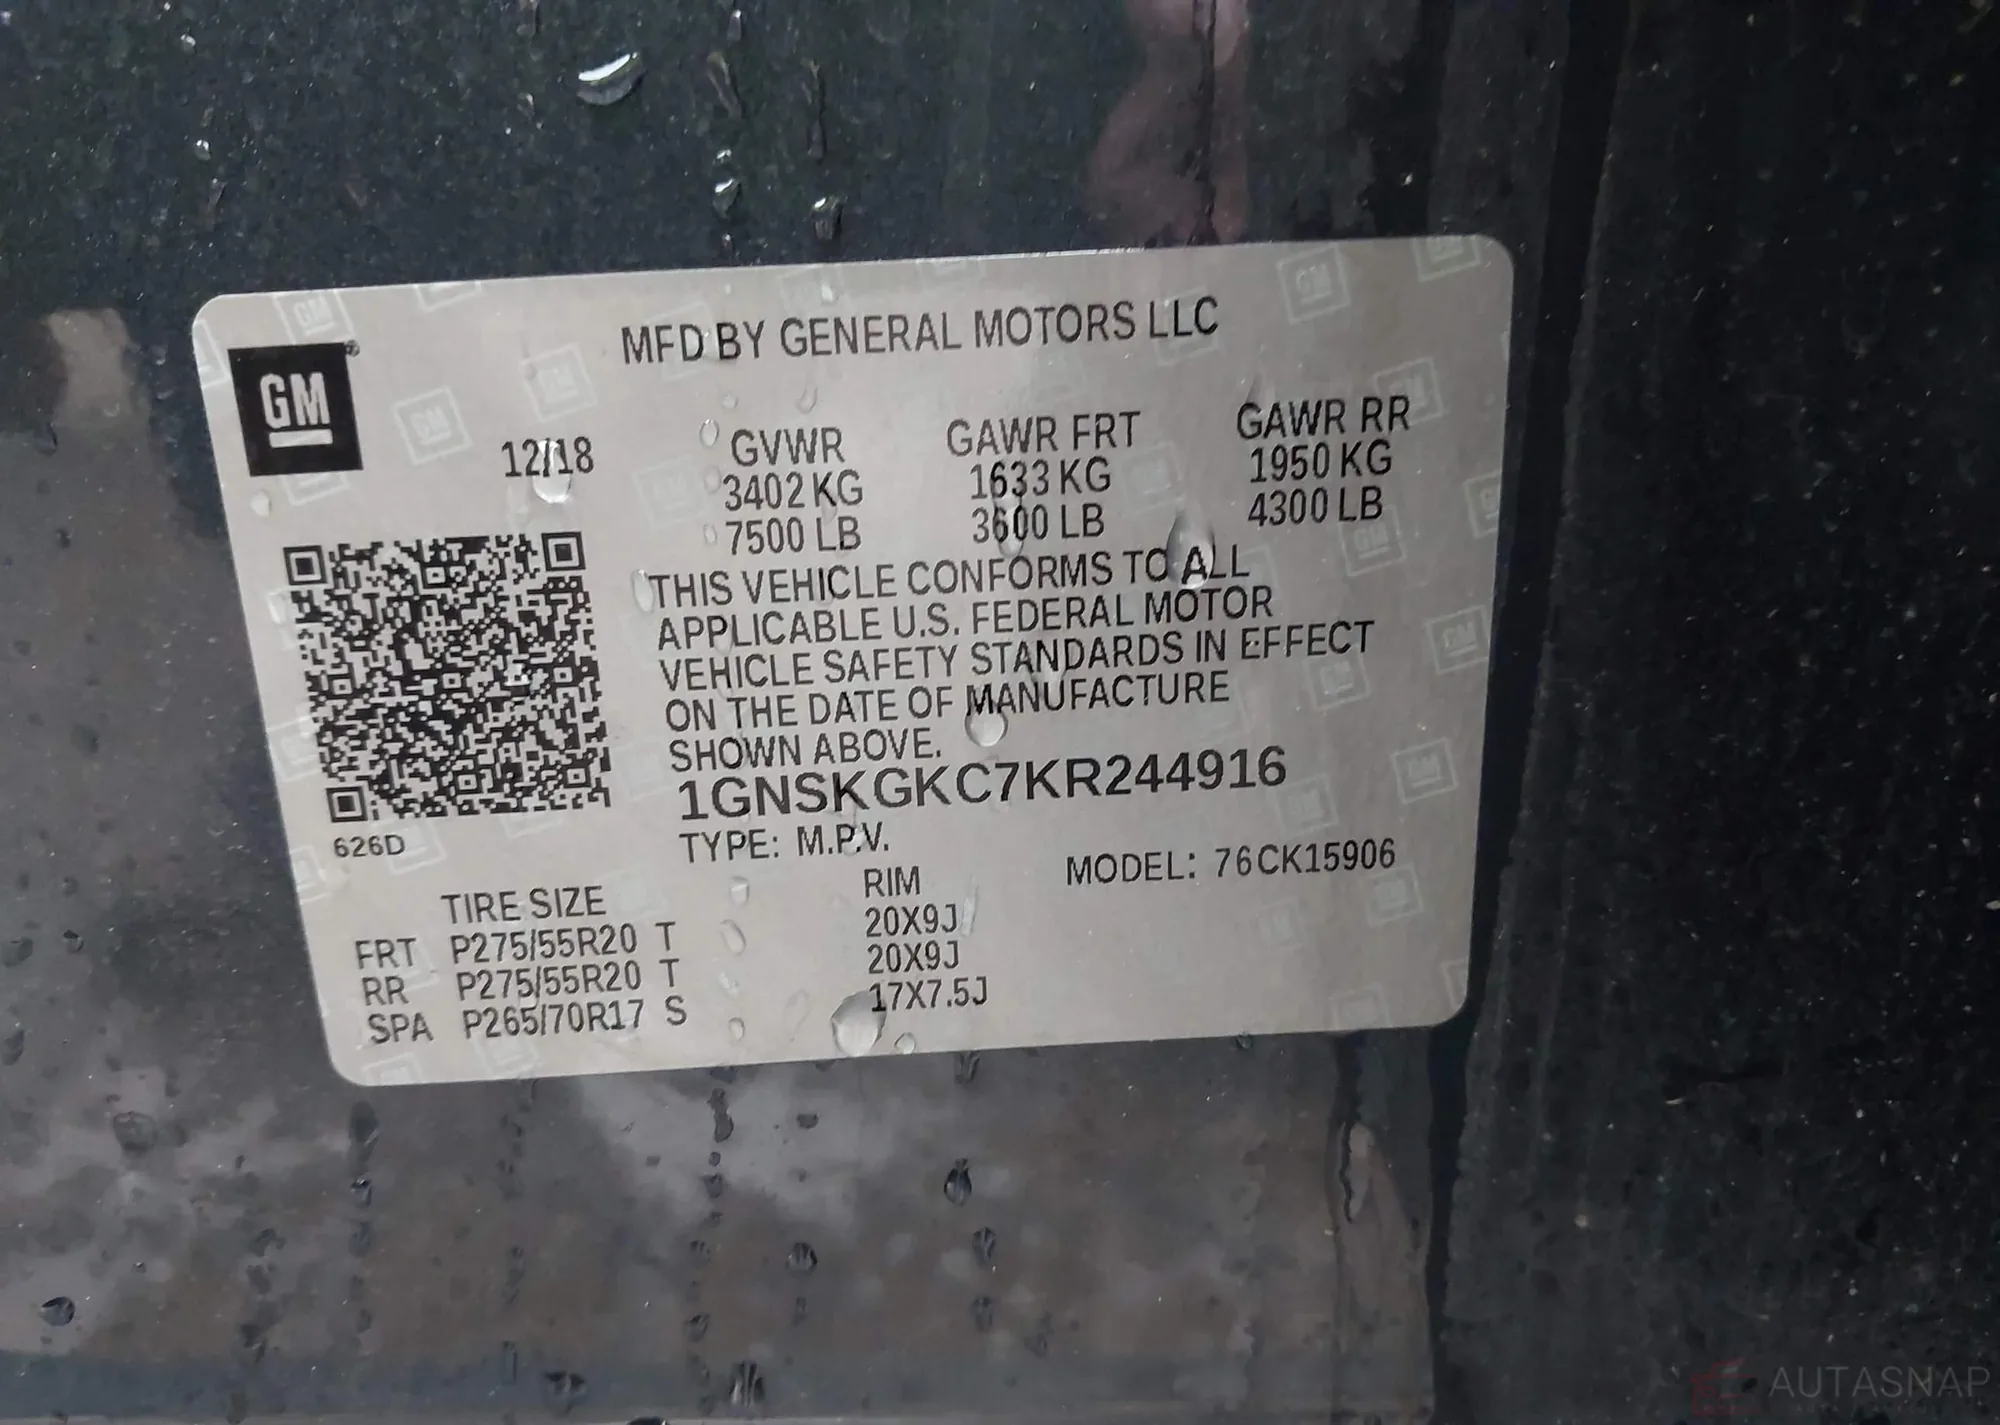 MFD BY GENERAL MOTORS LLC
GM
12/18
GVWR GAWR FRT GAWR RR
3402 KG 1633 KG 1950 KG
7500 LB 3600 LB 4300 LB
THIS VEHICLE CONFORMS TO ALL
APPLICABLE U.S. FEDERAL MOTOR
VEHICLE SAFETY STANDARDS IN EFFECT
ON THE DATE OF MANUFACTURE
SHOWN ABOVE.
1GNSKGKC7KR244916
626D
TYPE: M.P.V.
MODEL: 76CK15906
TIRE SIZE RIM
FRT P275/55R20 T 20X9J
RR P275/55R20 T 20X9J
SPA P265/70R17 S 17X7.5J
AUTASNAP